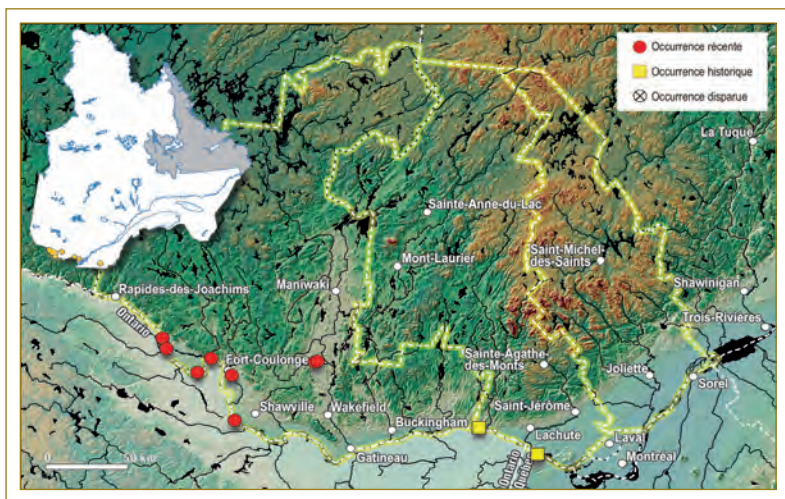 Occurrence récente
Occurrence historique
Occurrence disparue
La Tuque
Sainte-Anne-du-Lac
Saint-Michel-
des-Saints
Mont-Laurier
Maniwaki
Rapides-des-Joachims
Shawinigan
Trois-Rivières
Ontario
Fort-Coulonge
Sainte-Agathe-
des-Monts
Joliette
Sorel
Shawville
Wakefield
Saint-Jérôme
Buckingham
Lachute
Laval
Gatineau
Montréal
Ontario
Québec
0 50 km